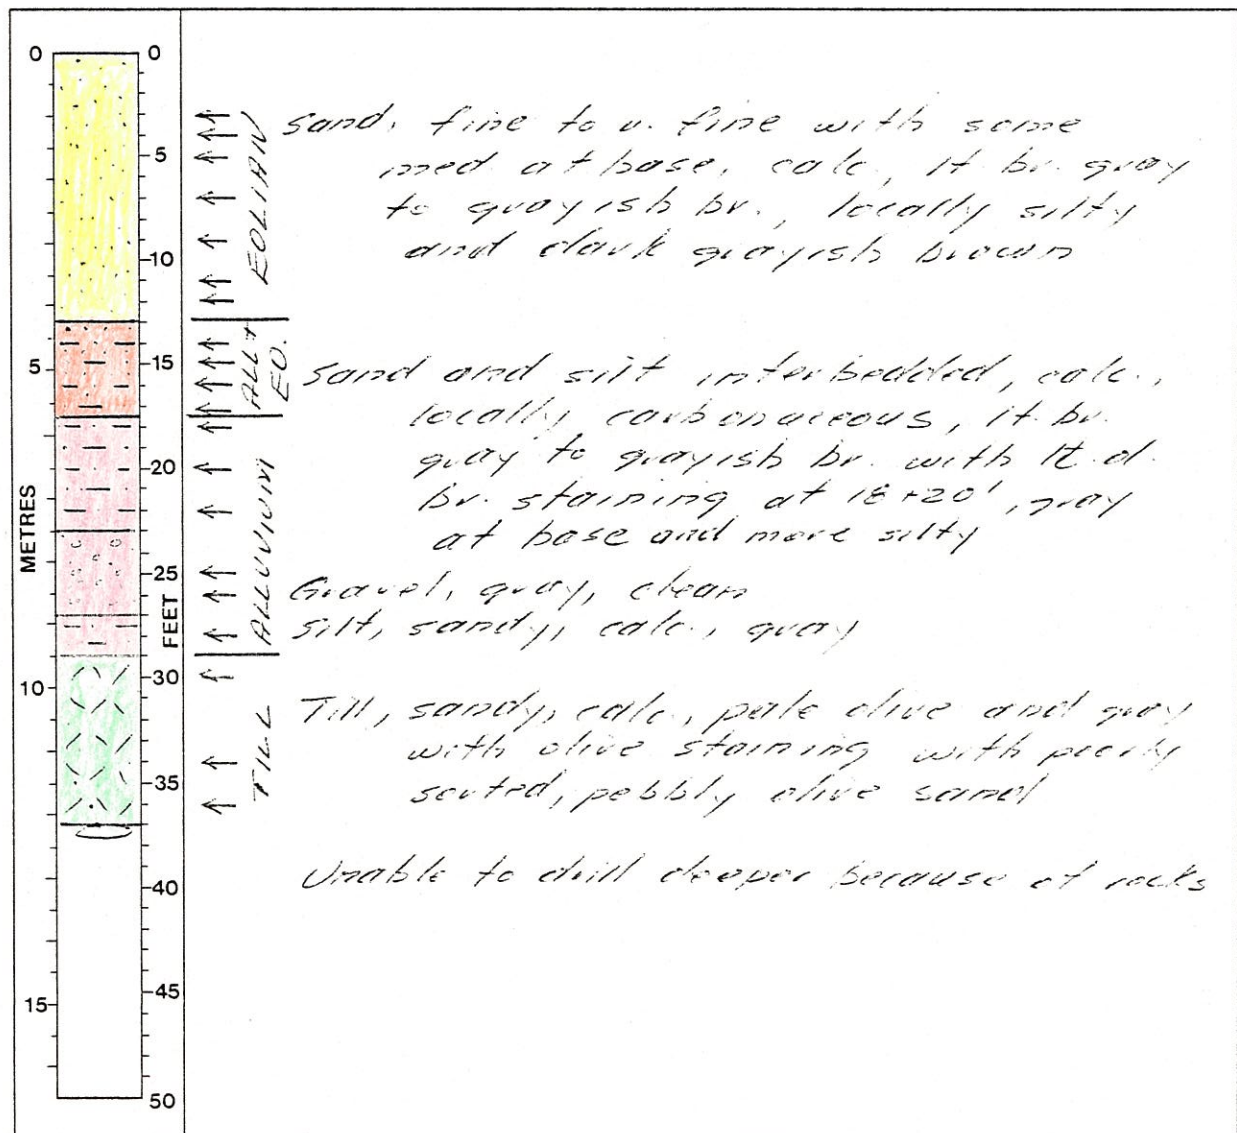 METRES
0
5
10
15
FEET
0
5
10
15
20
25
30
35
40
45
50
EOLIAN
ALL +
EO.
ALLUVIUM
TILL
Sand, fine to v. fine with some
med. at base, calc., lt. br. gray
to grayish br., locally silty
and dark grayish brown
Sand and silt interbedded, calc.,
locally carbonaceous, lt. br.
gray to grayish br. with lt. d.
br. staining at 18+20', gray
at base and more silty
Gravel, gray, clean
Silt, sandy, calc., gray
Till, sandy, calc., pale olive and gray
with olive staining with poorly
sorted, pebbly olive sand
Unable to drill deeper because of rocks